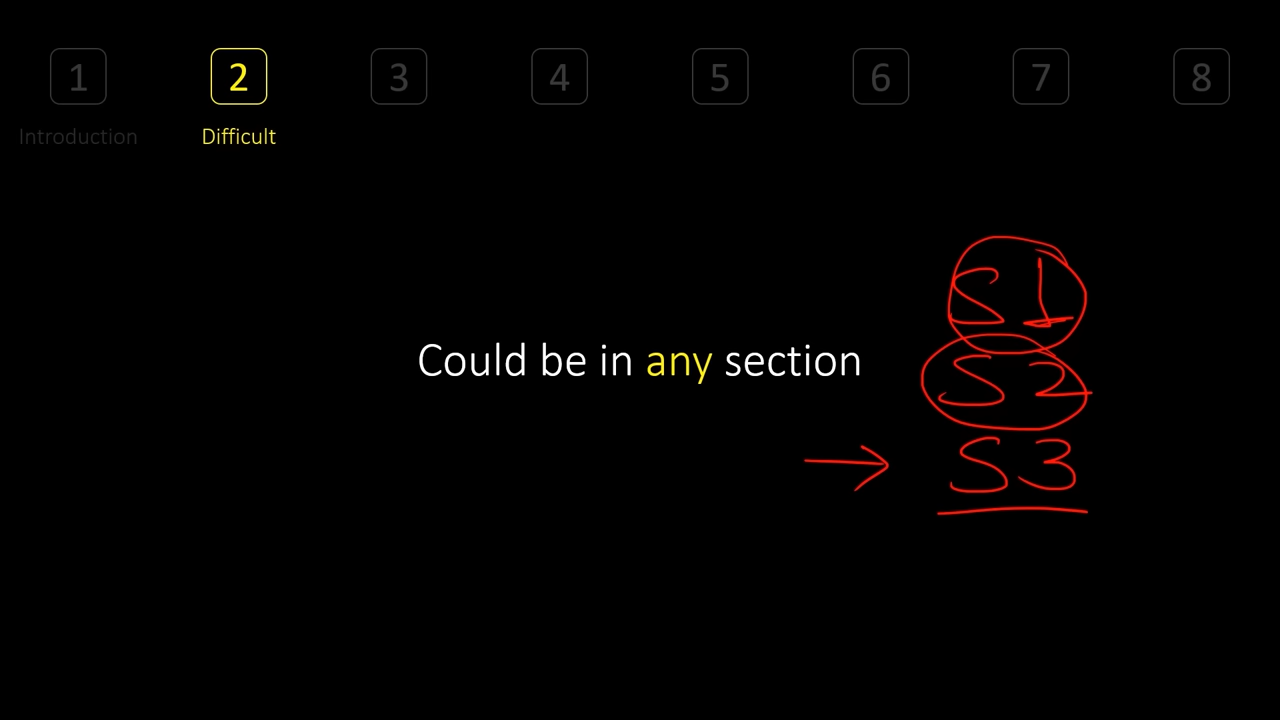 1 2 3 4 5 6 7 8
Introduction Difficult
S1
Could be in any section
S2
S3